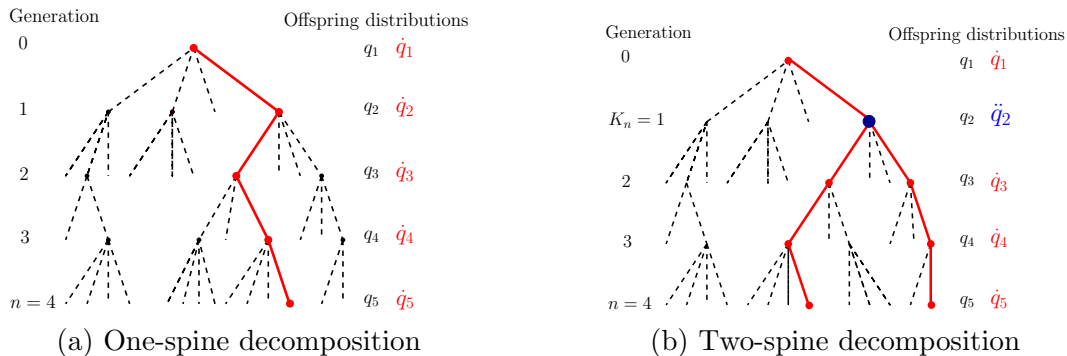 Generation Offspring distributions
0 q₁ q̇₁
1 q₂ q̇₂
2 q₃ q̇₃
3 q₄ q̇₄
n = 4 q₅ q̇₅
(a) One-spine decomposition
Generation Offspring distributions
0 q₁ q̇₁
Kₙ = 1 q₂ q̈₂
2 q₃ q̇₃
3 q₄ q̇₄
n = 4 q₅ q̇₅
(b) Two-spine decomposition